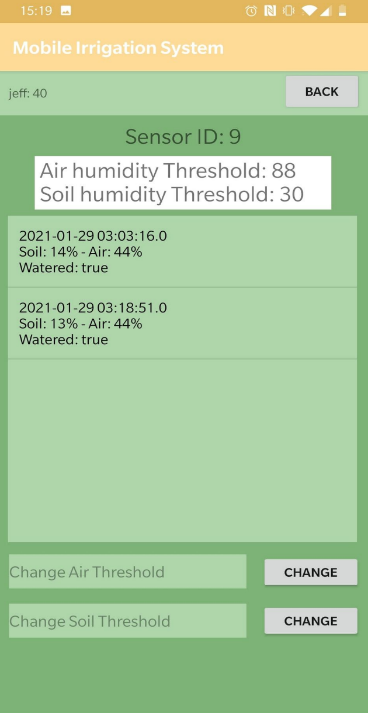 15:19
Mobile Irrigation System
jeff: 40
BACK
Sensor ID: 9
Air humidity Threshold: 88
Soil humidity Threshold: 30
2021-01-29 03:03:16.0
Soil: 14% - Air: 44%
Watered: true
2021-01-29 03:18:51.0
Soil: 13% - Air: 44%
Watered: true
Change Air Threshold
CHANGE
Change Soil Threshold
CHANGE